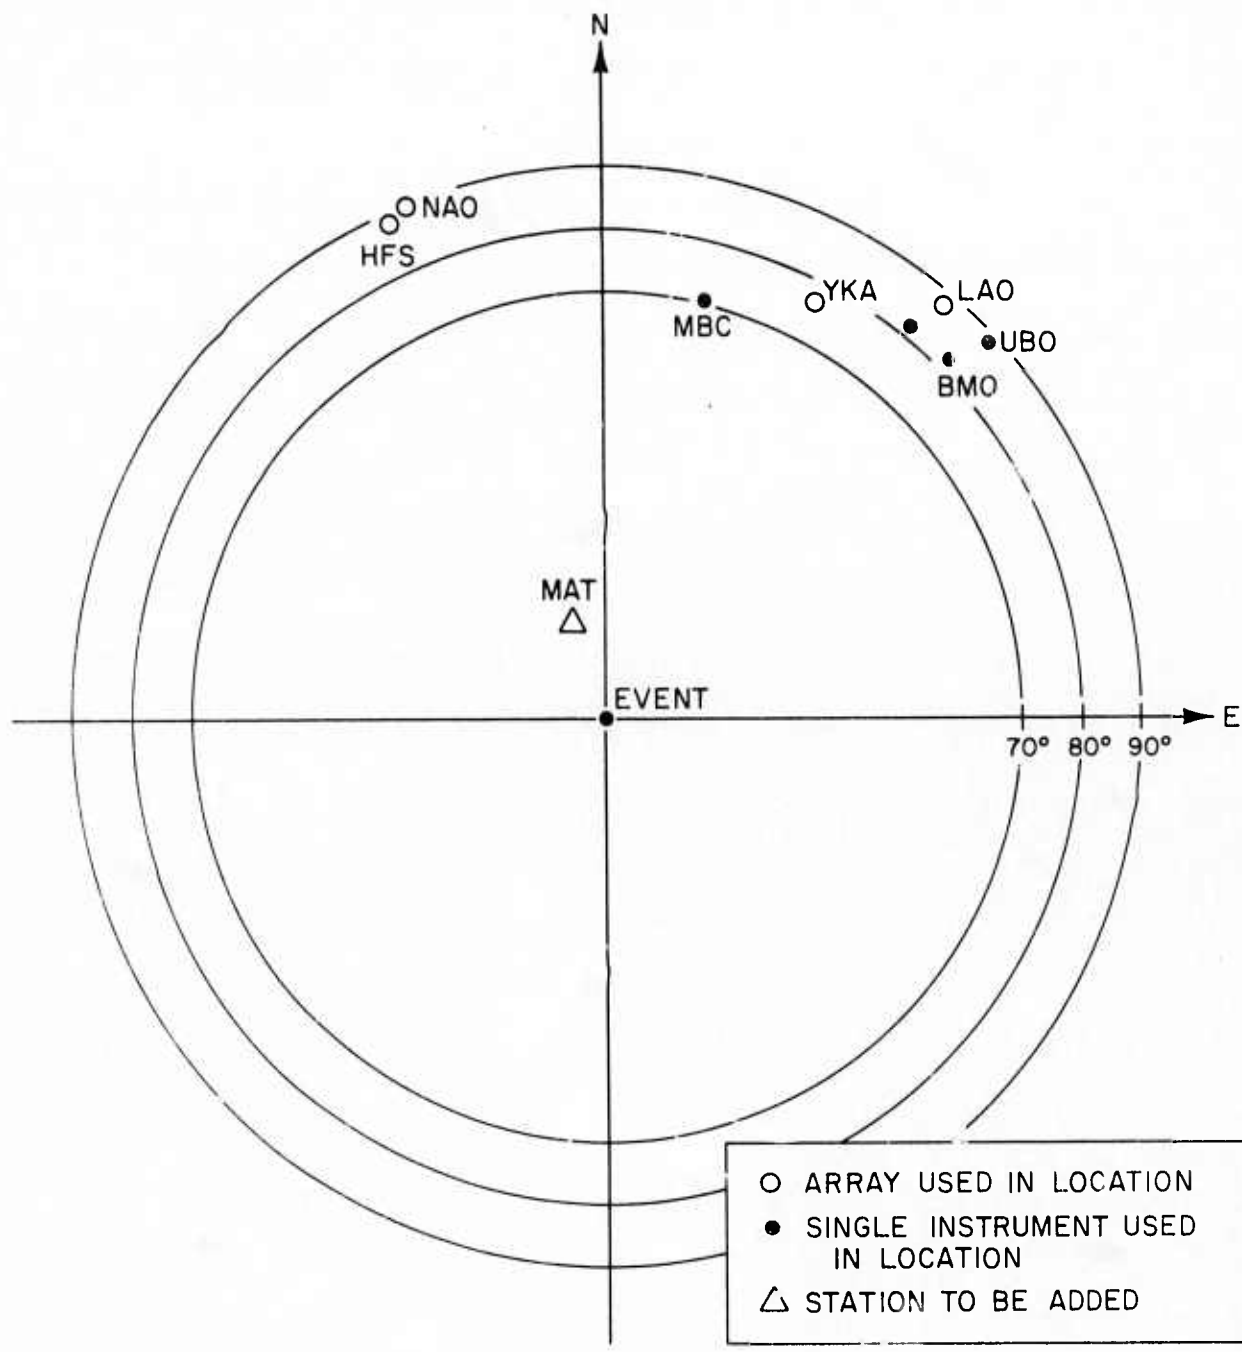 N
NAO
HFS
YKA
LAO
MBC
UBO
BMO
MAT
EVENT
E
70° 80° 90°
ARRAY USED IN LOCATION
SINGLE INSTRUMENT USED
IN LOCATION
STATION TO BE ADDED